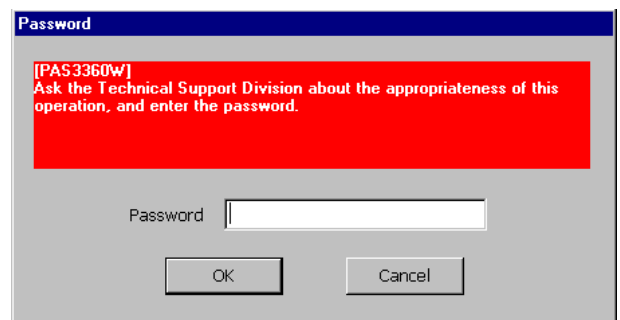 Password
[PAS3360W]
Ask the Technical Support Division about the appropriateness of this
operation, and enter the password.
Password
OK
Cancel